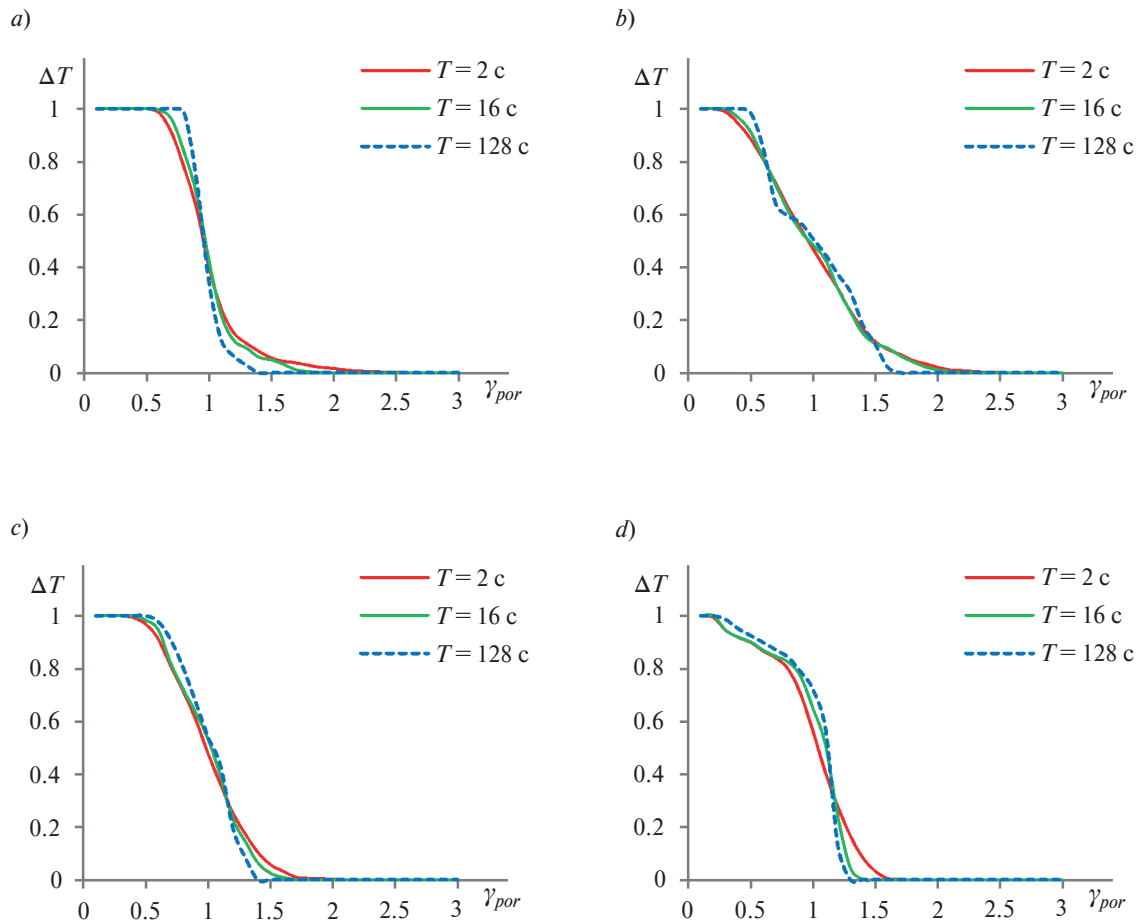 a)
ΔT
T = 2 c
T = 16 c
T = 128 c
1
0.8
0.6
0.4
0.2
0
0 0.5 1 1.5 2 2.5 3
γpor
b)
ΔT
T = 2 c
T = 16 c
T = 128 c
1
0.8
0.6
0.4
0.2
0
0 0.5 1 1.5 2 2.5 3
γpor
c)
ΔT
T = 2 c
T = 16 c
T = 128 c
1
0.8
0.6
0.4
0.2
0
0 0.5 1 1.5 2 2.5 3
γpor
d)
ΔT
T = 2 c
T = 16 c
T = 128 c
1
0.8
0.6
0.4
0.2
0
0 0.5 1 1.5 2 2.5 3
γpor